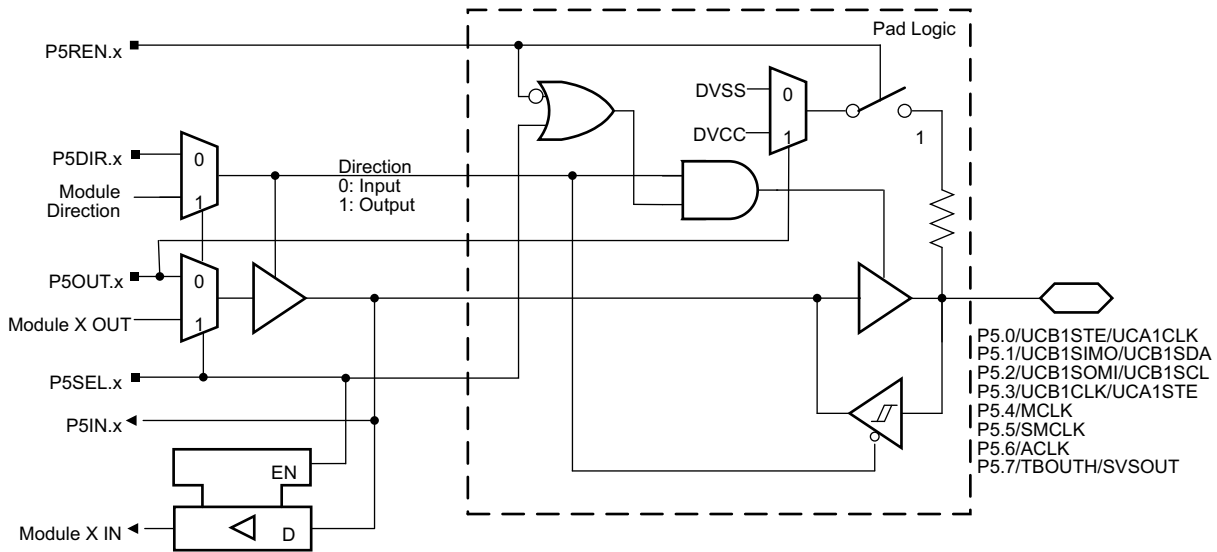 Pad Logic
P5REN.x
DVSS
0
DVCC
1
1
P5DIR.x
0
Module
Direction
1
Direction
0: Input
1: Output
P5OUT.x
0
Module X OUT
1
P5SEL.x
P5IN.x
EN
Module X IN
D
P5.0/UCB1STE/UCA1CLK
P5.1/UCB1SIMO/UCB1SDA
P5.2/UCB1SOMI/UCB1SCL
P5.3/UCB1CLK/UCA1STE
P5.4/MCLK
P5.5/SMCLK
P5.6/ACLK
P5.7/TBOUTH/SVSOUT